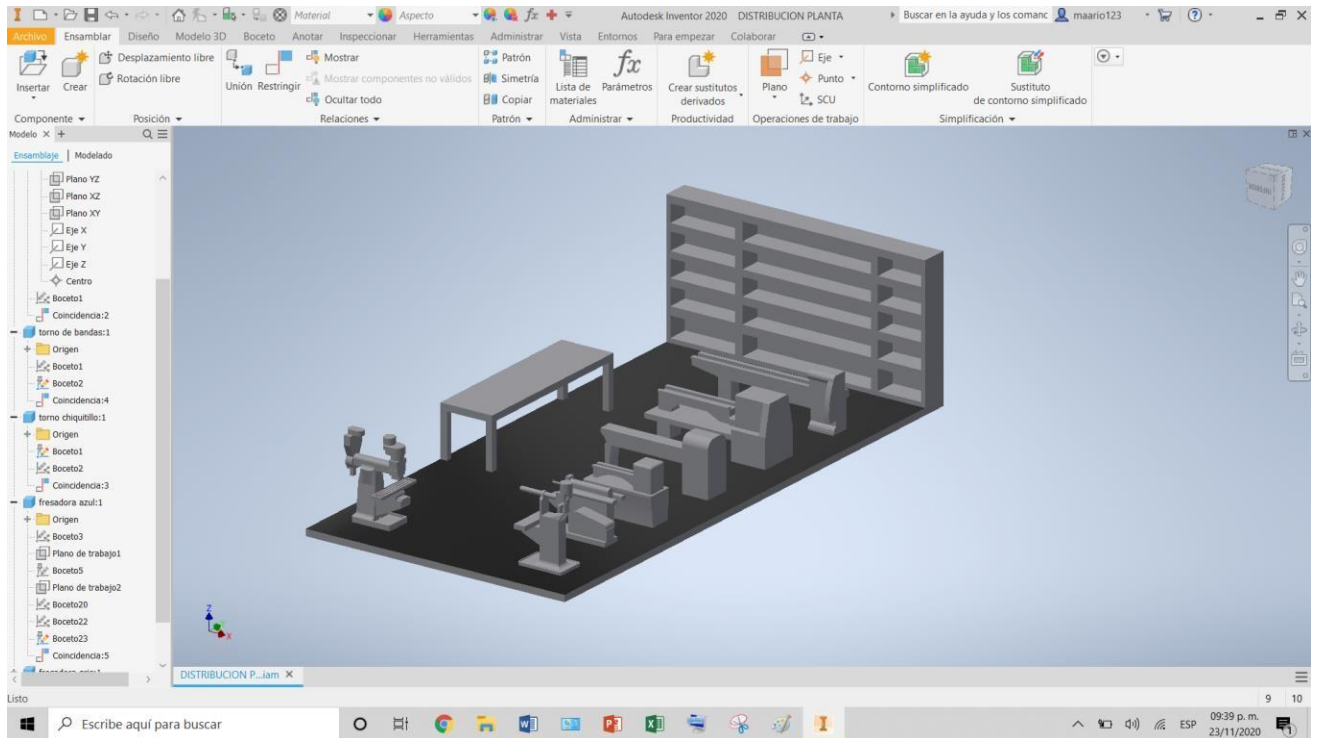 Material
Aspecto
Autodesk Inventor 2020 DISTRIBUCION PLANTA
Buscar en la ayuda y los comanc
maario123
Archivo Ensamblar Diseño Modelo 3D Boceto Anotar Inspeccionar Herramientas Administrar Vista Entornos Para empezar Colaborar
Insertar
Crear
Desplazamiento libre
Rotación libre
Unión
Restringir
Mostrar
Mostrar componentes no válidos
Ocultar todo
Patrón
Simetría
Copiar
Lista de
materiales
fx
Parámetros
Crear sustitutos
derivados
Plano
Eje
Punto
SCU
Contorno simplificado
Sustituto
de contorno simplificado
Componente Posición Relaciones Patrón Administrar Productividad Operaciones de trabajo Simplificación
Modelo
Ensamblaje | Modelado
Plano YZ
Plano XZ
Plano XY
Eje X
Eje Y
Eje Z
Centro
Boceto1
Coincidencia:2
torno de bandas:1
Origen
Boceto1
Boceto2
Coincidencia:4
torno chiquitillo:1
Origen
Boceto1
Boceto2
Coincidencia:3
fresadora azul:1
Origen
Boceto3
Plano de trabajo1
Boceto5
Plano de trabajo2
Boceto20
Boceto22
Boceto23
Coincidencia:5
Z
X
DISTRIBUCION P...iam
Listo
9 10
Escribe aquí para buscar
ESP
09:39 p. m.
23/11/2020